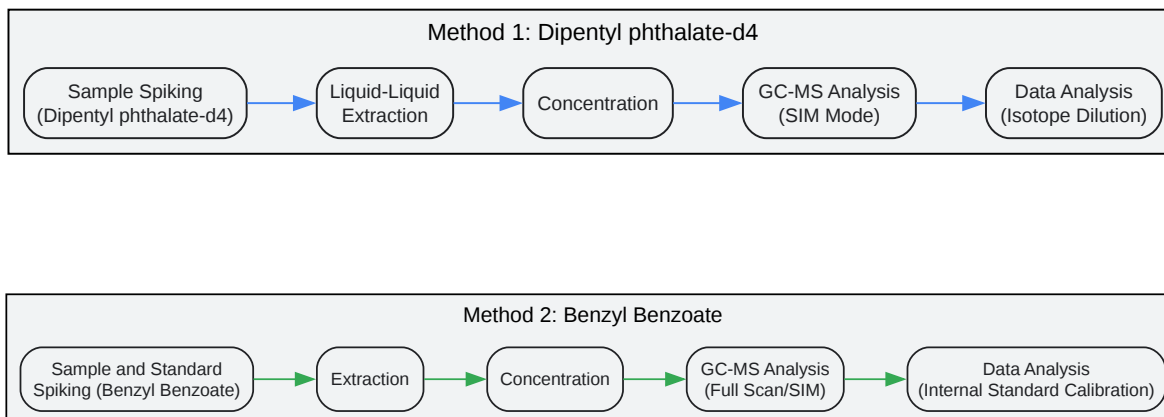 Method 1: Dipentyl phthalate-d4
Sample Spiking
(Dipentyl phthalate-d4)
Liquid-Liquid
Extraction
Concentration
GC-MS Analysis
(SIM Mode)
Data Analysis
(Isotope Dilution)
Method 2: Benzyl Benzoate
Sample and Standard
Spiking (Benzyl Benzoate)
Extraction
Concentration
GC-MS Analysis
(Full Scan/SIM)
Data Analysis
(Internal Standard Calibration)